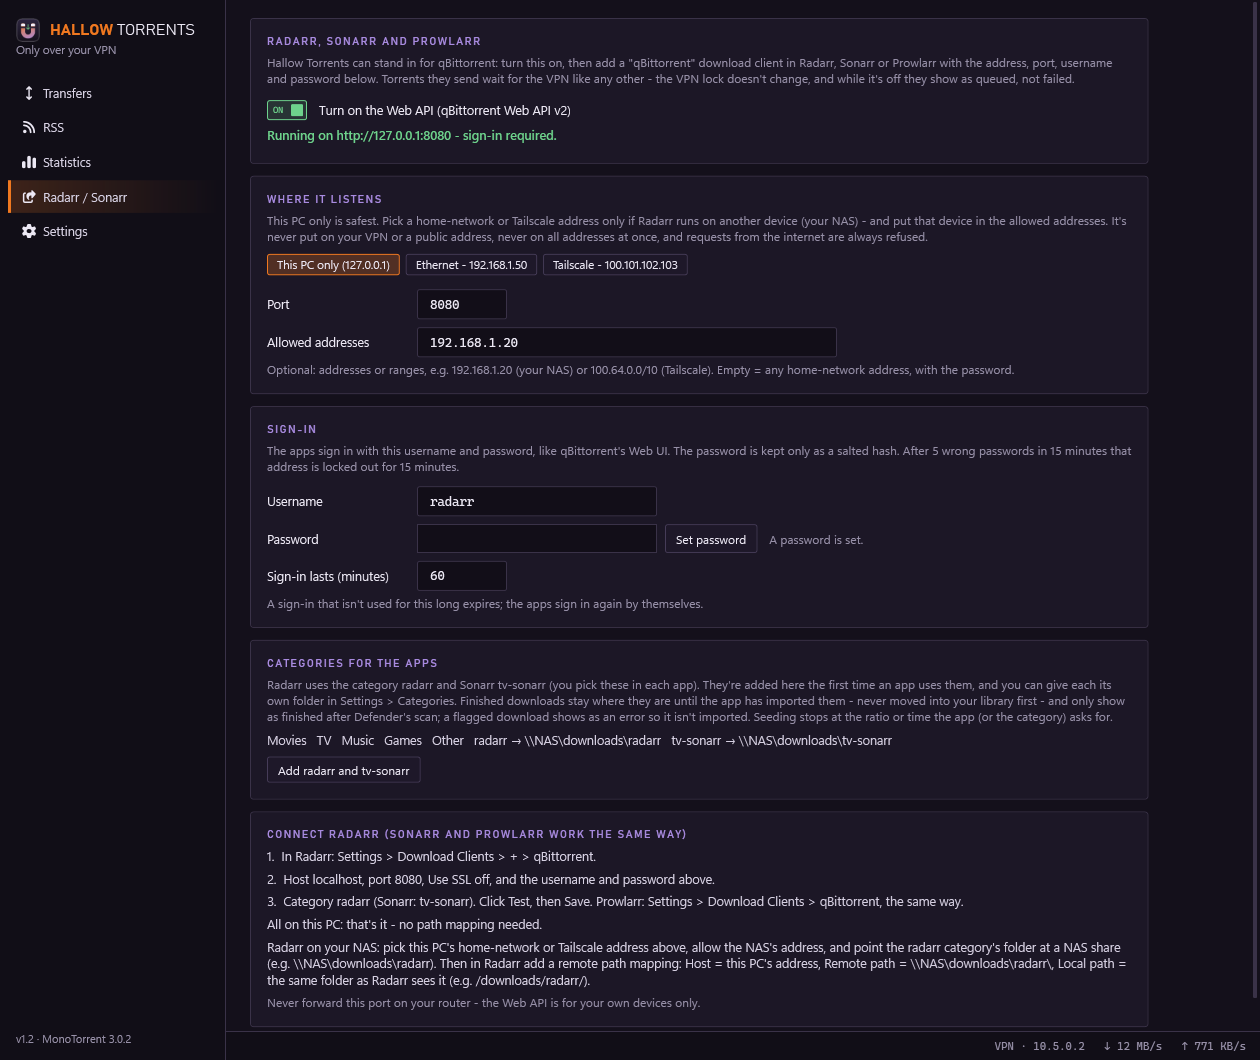 HALLOW TORRENTS
Only over your VPN
Transfers
RSS
Statistics
Radarr / Sonarr
Settings
v1.2 · MonoTorrent 3.0.2
RADARR, SONARR AND PROWLARR
Hallow Torrents can stand in for qBittorrent: turn this on, then add a "qBittorrent" download client in Radarr, Sonarr or Prowlarr with the address, port, username
and password below. Torrents they send wait for the VPN like any other - the VPN lock doesn't change, and while it's off they show as queued, not failed.
ON Turn on the Web API (qBittorrent Web API v2)
Running on http://127.0.0.1:8080 - sign-in required.
WHERE IT LISTENS
This PC only is safest. Pick a home-network or Tailscale address only if Radarr runs on another device (your NAS) - and put that device in the allowed addresses. It's
never put on your VPN or a public address, never on all addresses at once, and requests from the internet are always refused.
This PC only (127.0.0.1) Ethernet - 192.168.1.50 Tailscale - 100.101.102.103
Port 8080
Allowed addresses 192.168.1.20
Optional: addresses or ranges, e.g. 192.168.1.20 (your NAS) or 100.64.0.0/10 (Tailscale). Empty = any home-network address, with the password.
SIGN-IN
The apps sign in with this username and password, like qBittorrent's Web UI. The password is kept only as a salted hash. After 5 wrong passwords in 15 minutes that
address is locked out for 15 minutes.
Username radarr
Password Set password A password is set.
Sign-in lasts (minutes) 60
A sign-in that isn't used for this long expires; the apps sign in again by themselves.
CATEGORIES FOR THE APPS
Radarr uses the category radarr and Sonarr tv-sonarr (you pick these in each app). They're added here the first time an app uses them, and you can give each its
own folder in Settings > Categories. Finished downloads stay where they are until the app has imported them - never moved into your library first - and only show
as finished after Defender's scan; a flagged download shows as an error so it isn't imported. Seeding stops at the ratio or time the app (or the category) asks for.
Movies TV Music Games Other radarr → \\NAS\downloads\radarr tv-sonarr → \\NAS\downloads\tv-sonarr
Add radarr and tv-sonarr
CONNECT RADARR (SONARR AND PROWLARR WORK THE SAME WAY)
1. In Radarr: Settings > Download Clients > + > qBittorrent.
2. Host localhost, port 8080, Use SSL off, and the username and password above.
3. Category radarr (Sonarr: tv-sonarr). Click Test, then Save. Prowlarr: Settings > Download Clients > qBittorrent, the same way.
All on this PC: that's it - no path mapping needed.
Radarr on your NAS: pick this PC's home-network or Tailscale address above, allow the NAS's address, and point the radarr category's folder at a NAS share
(e.g. \\NAS\downloads\radarr). Then in Radarr add a remote path mapping: Host = this PC's address, Remote path = \\NAS\downloads\radarr\, Local path =
the same folder as Radarr sees it (e.g. /downloads/radarr/).
Never forward this port on your router - the Web API is for your own devices only.
VPN · 10.5.0.2 ↓ 12 MB/s ↑ 771 KB/s